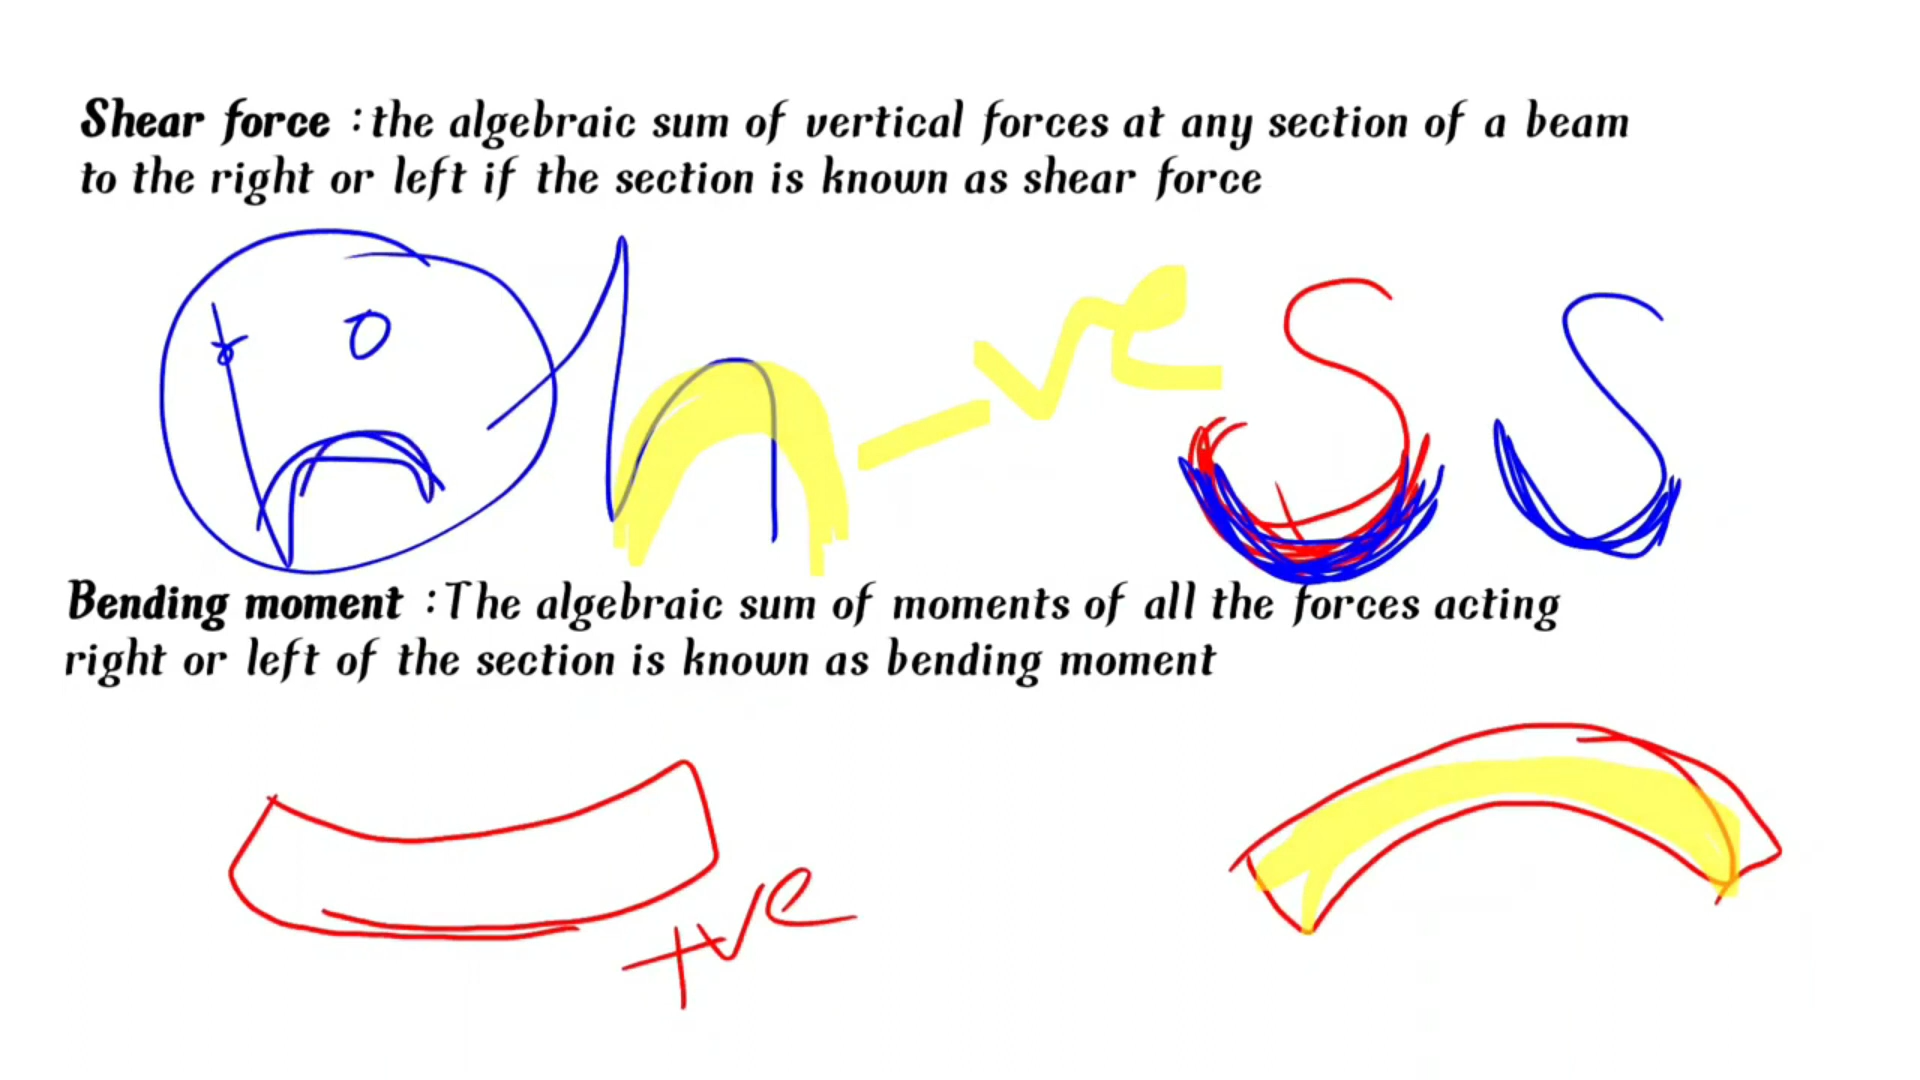 Shear force : the algebraic sum of vertical forces at any section of a beam
to the right or left if the section is known as shear force
h -ve S S
Bending moment : The algebraic sum of moments of all the forces acting
right or left of the section is known as bending moment
+ve